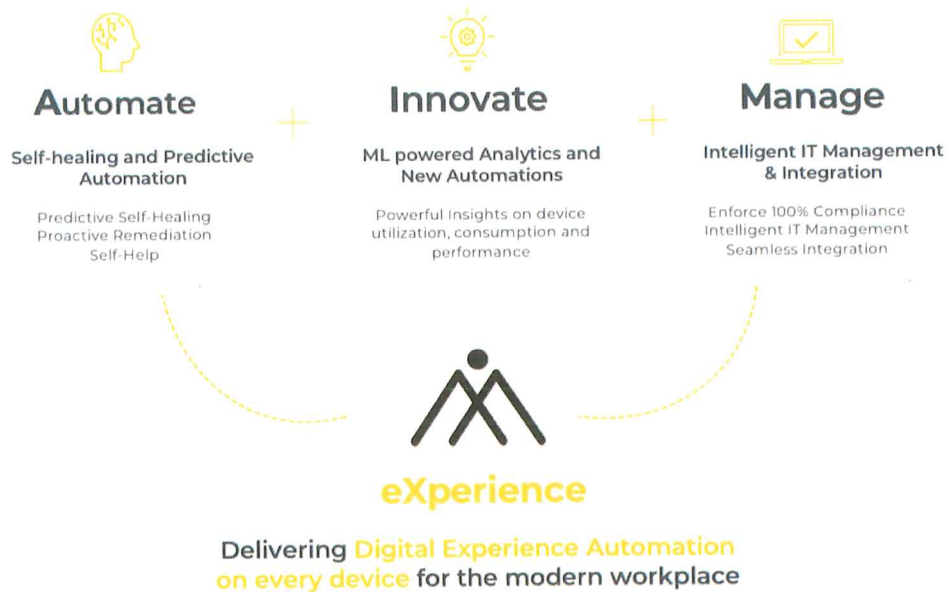 Automate
Self-healing and Predictive
Automation
Predictive Self-Healing
Proactive Remediation
Self-Help
Innovate
ML powered Analytics and
New Automations
Powerful Insights on device
utilization, consumption and
performance
Manage
Intelligent IT Management
& Integration
Enforce 100% Compliance
Intelligent IT Management
Seamless Integration
eXperience
Delivering Digital Experience Automation
on every device for the modern workplace